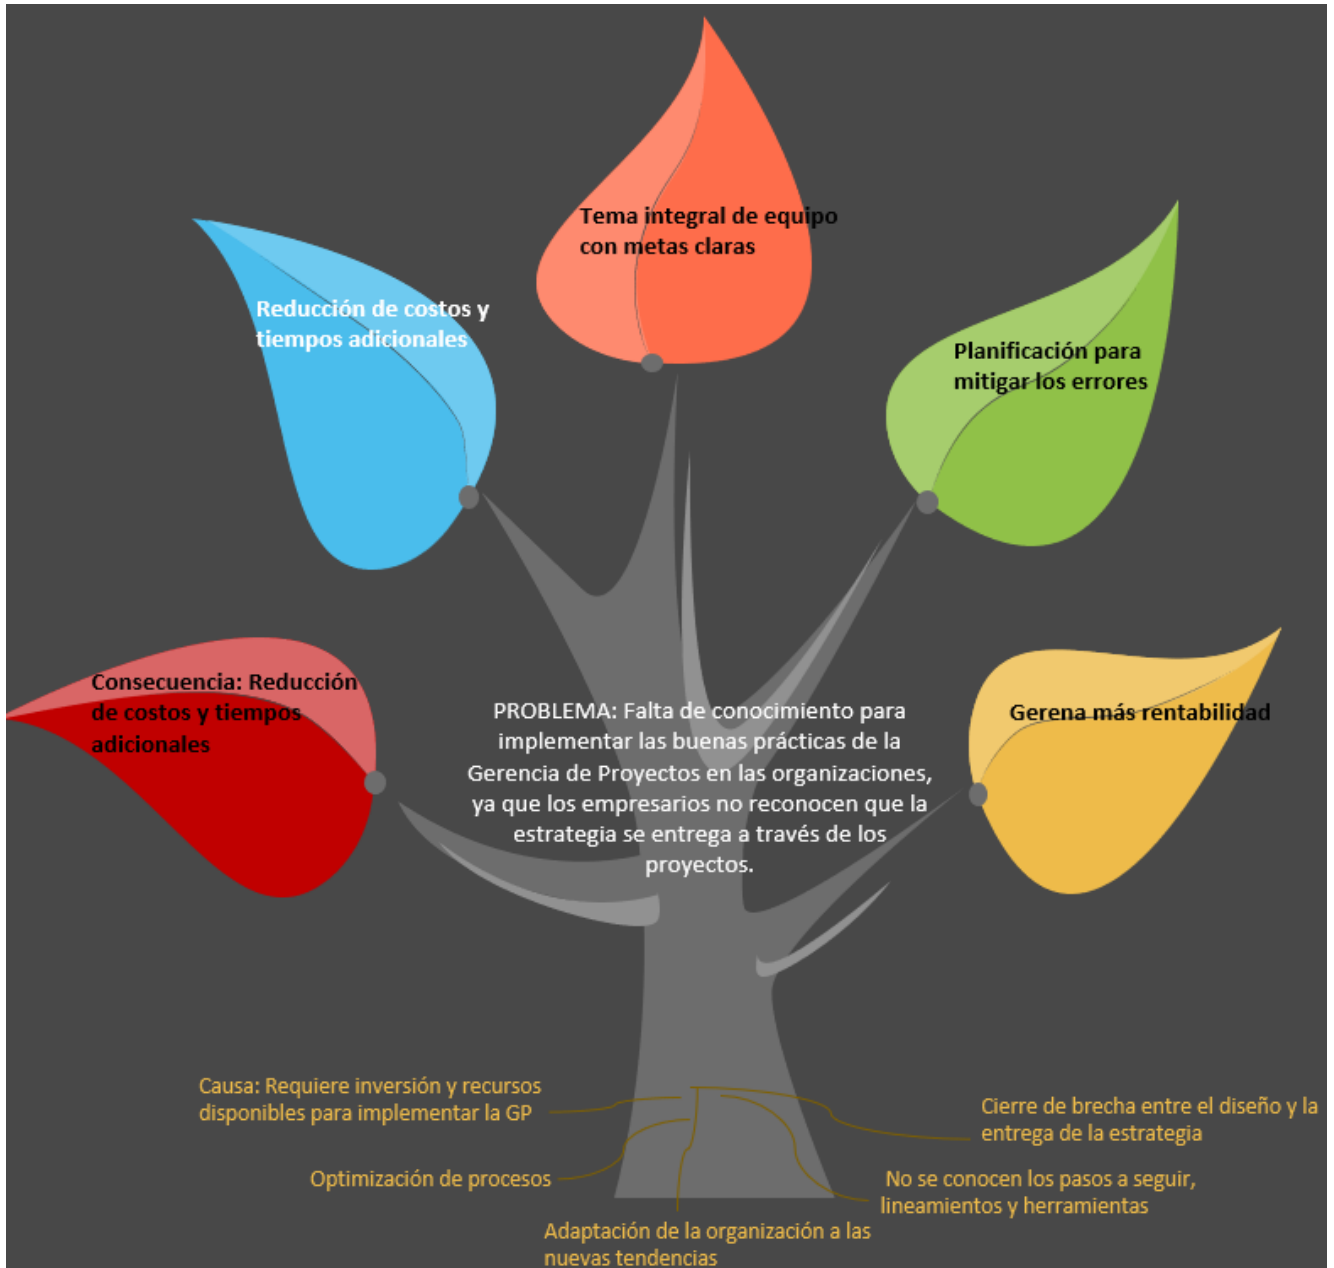 Tema integral de equipo
con metas claras
Reducción de costos y
tiempos adicionales
Planificación para
mitigar los errores
Consecuencia: Reducción
de costos y tiempos
adicionales
PROBLEMA: Falta de conocimiento para
implementar las buenas prácticas de la
Gerencia de Proyectos en las organizaciones,
ya que los empresarios no reconocen que la
estrategia se entrega a través de los
proyectos.
Gerena más rentabilidad
Causa: Requiere inversión y recursos
disponibles para implementar la GP
Cierre de brecha entre el diseño y la
entrega de la estrategia
Optimización de procesos
No se conocen los pasos a seguir,
lineamientos y herramientas
Adaptación de la organización a las
nuevas tendencias